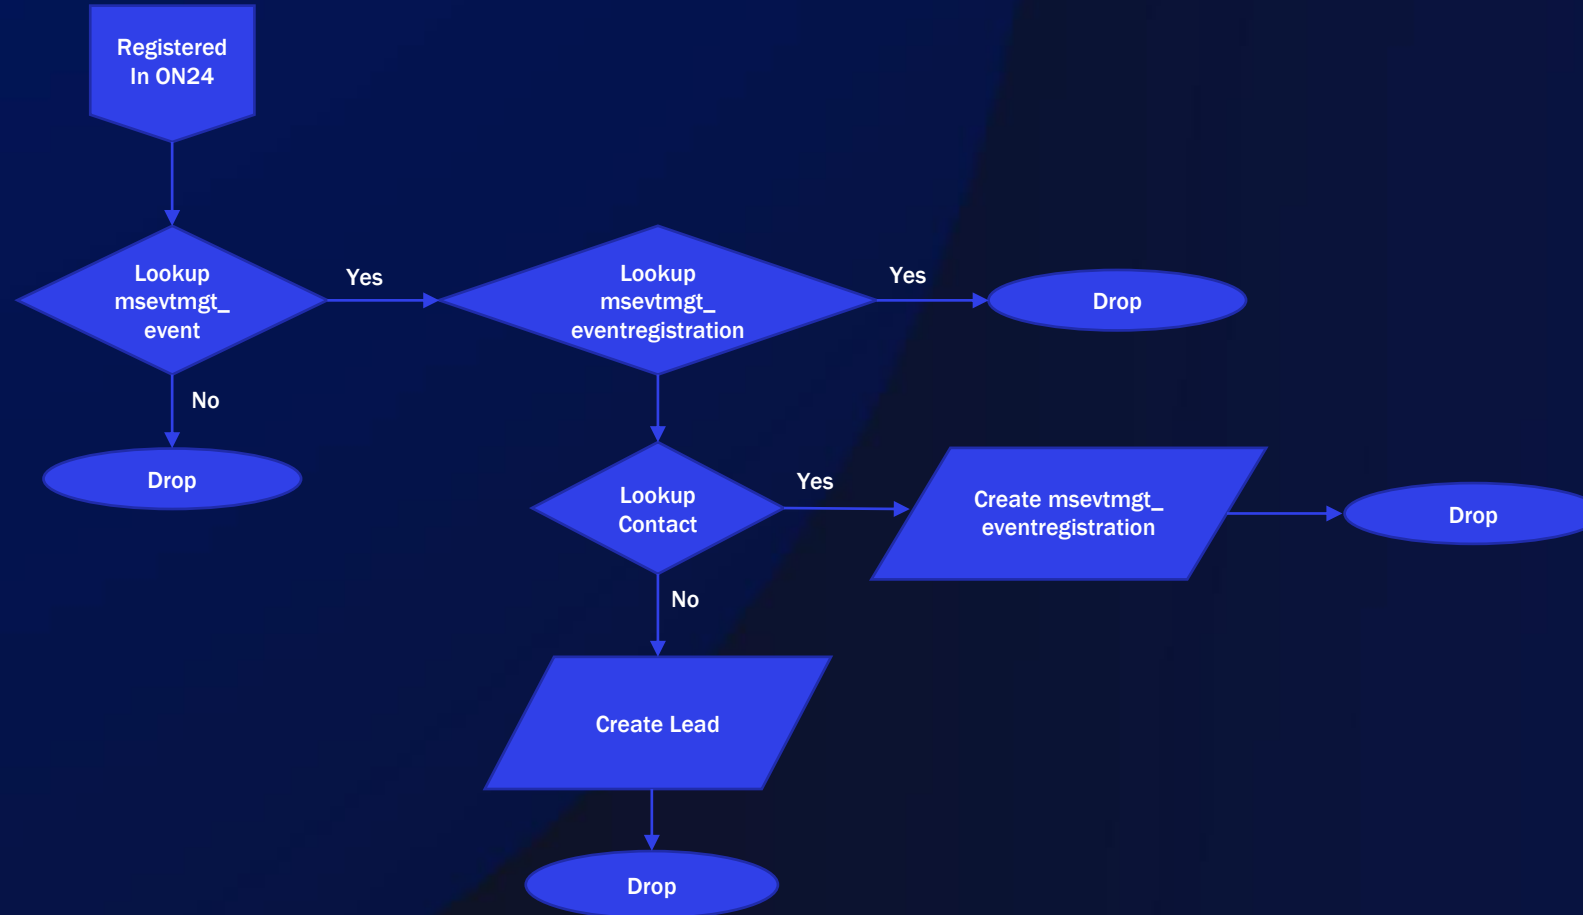 Registered
In ON24
Lookup
msevtmgt_
event
Yes
Lookup
msevtmgt_
eventregistration
Yes
Drop
No
Drop
Lookup
Contact
Yes
Create msevtmgt_
eventregistration
Drop
No
Create Lead
Drop